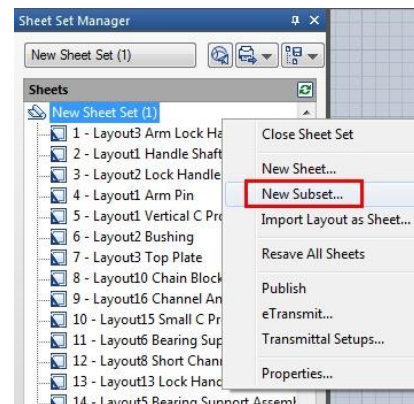 Sheet Set Manager
New Sheet Set (1)
Sheets
New Sheet Set (1)
1 - Layout3 Arm Lock Ha
2 - Layout1 Handle Shaft
3 - Layout2 Lock Handle
4 - Layout1 Arm Pin
5 - Layout1 Vertical C Pro
6 - Layout2 Bushing
7 - Layout3 Top Plate
8 - Layout10 Chain Block
9 - Layout16 Channel An
10 - Layout15 Small C Pr
11 - Layout6 Bearing Sup
12 - Layout8 Short Chan
13 - Layout13 Lock Hand
14 - Layout5 Bearing Support Assembl
Close Sheet Set
New Sheet...
New Subset...
Import Layout as Sheet...
Resave All Sheets
Publish
eTransmit...
Transmittal Setups...
Properties...